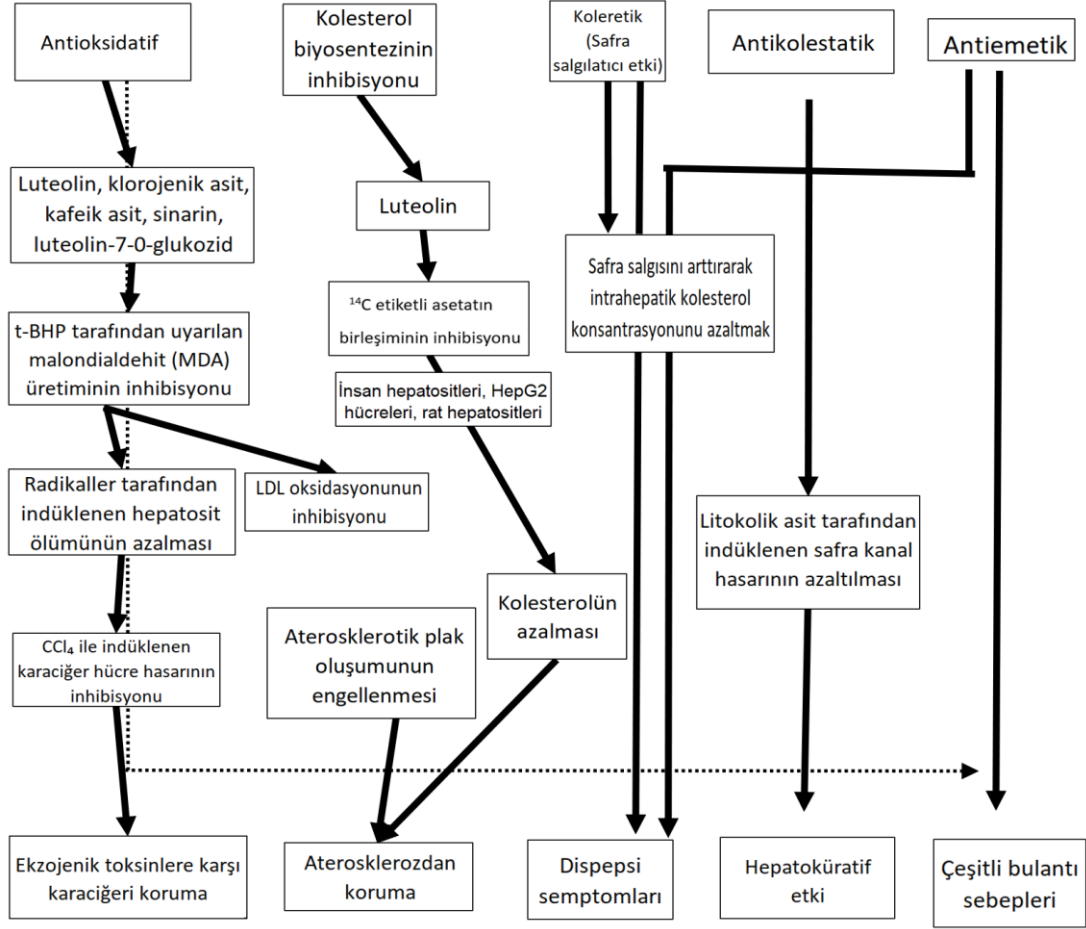 Antioksidatif
Kolesterol
biyosentezinin
inhibisyonu
Koleretik
(Safra
salgılatıcı etki)
Antikolestatik
Antiemetik
Luteolin, klorojenik asit,
kafeik asit, sinarin,
luteolin-7-0-glukozid
Luteolin
Safra salgısını arttırarak
intrahepatik kolesterol
konsantrasyonunu azaltmak
t-BHP tarafından uyarılan
malondialdehit (MDA)
üretiminin inhibisyonu
¹⁴C etiketli asetatın
birleşiminin inhibisyonu
İnsan hepatositleri, HepG2
hücreleri, rat hepatositleri
Radikaller tarafından
indüklenen hepatosit
ölümünün azalması
LDL oksidasyonunun
inhibisyonu
Litokolik asit tarafından
indüklenen safra kanal
hasarının azaltılması
Kolesterolün
azalması
Aterosklerotik plak
oluşumunun
engellenmesi
CCl₄ ile indüklenen
karaciğer hücre hasarının
inhibisyonu
Ekzojenik toksinlere karşı
karaciğeri koruma
Aterosklerozdan
koruma
Dispepsi
semptomları
Hepatoküratif
etki
Çeşitli bulantı
sebepleri